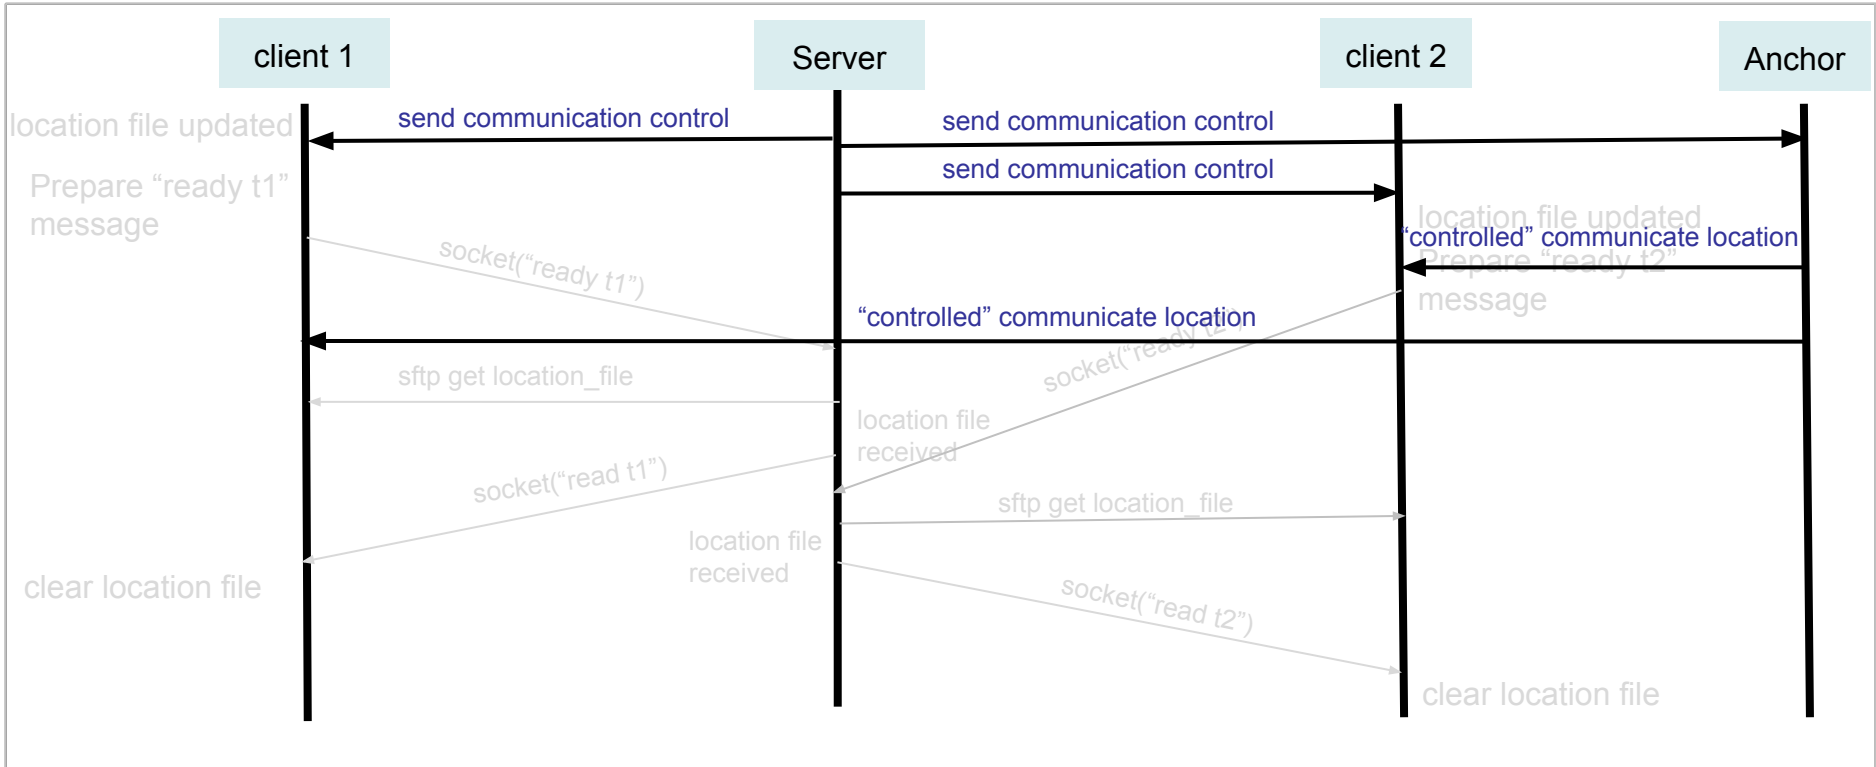 client 1
Server
client 2
Anchor
location file updated
send communication control
send communication control
send communication control
Prepare “ready t1”
message
location file updated
“controlled” communicate location
Prepare “ready t2”
message
socket(“ready t1”)
“controlled” communicate location
socket(“ready t2”)
sftp get location_file
location file
received
socket(“read t1”)
sftp get location_file
location file
received
clear location file
socket(“read t2”)
clear location file